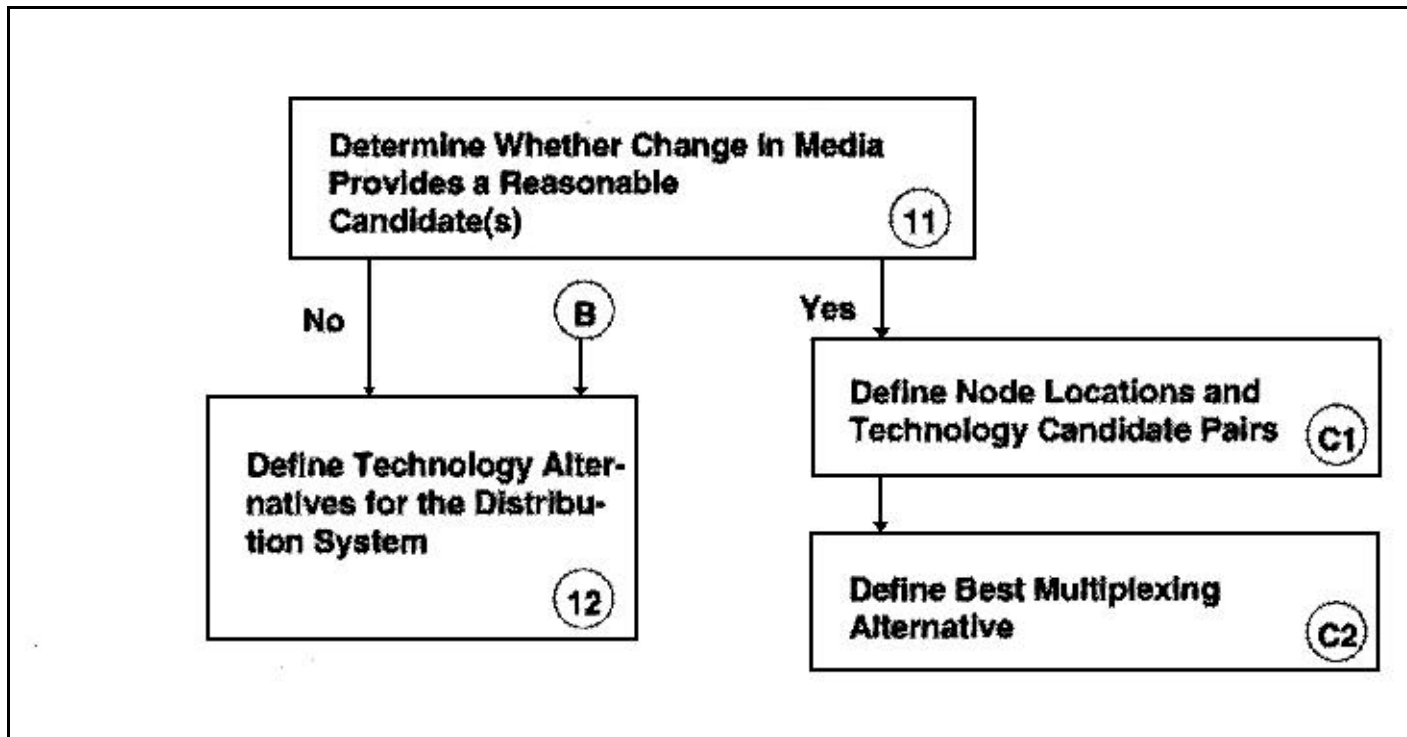 Determine Whether Change in Media
Provides a Reasonable
Candidate(s)
11
No
B
Yes
Define Node Locations and
Technology Candidate Pairs
C1
Define Technology Alter-
natives for the Distribu-
tion System
12
Define Best Multiplexing
Alternative
C2